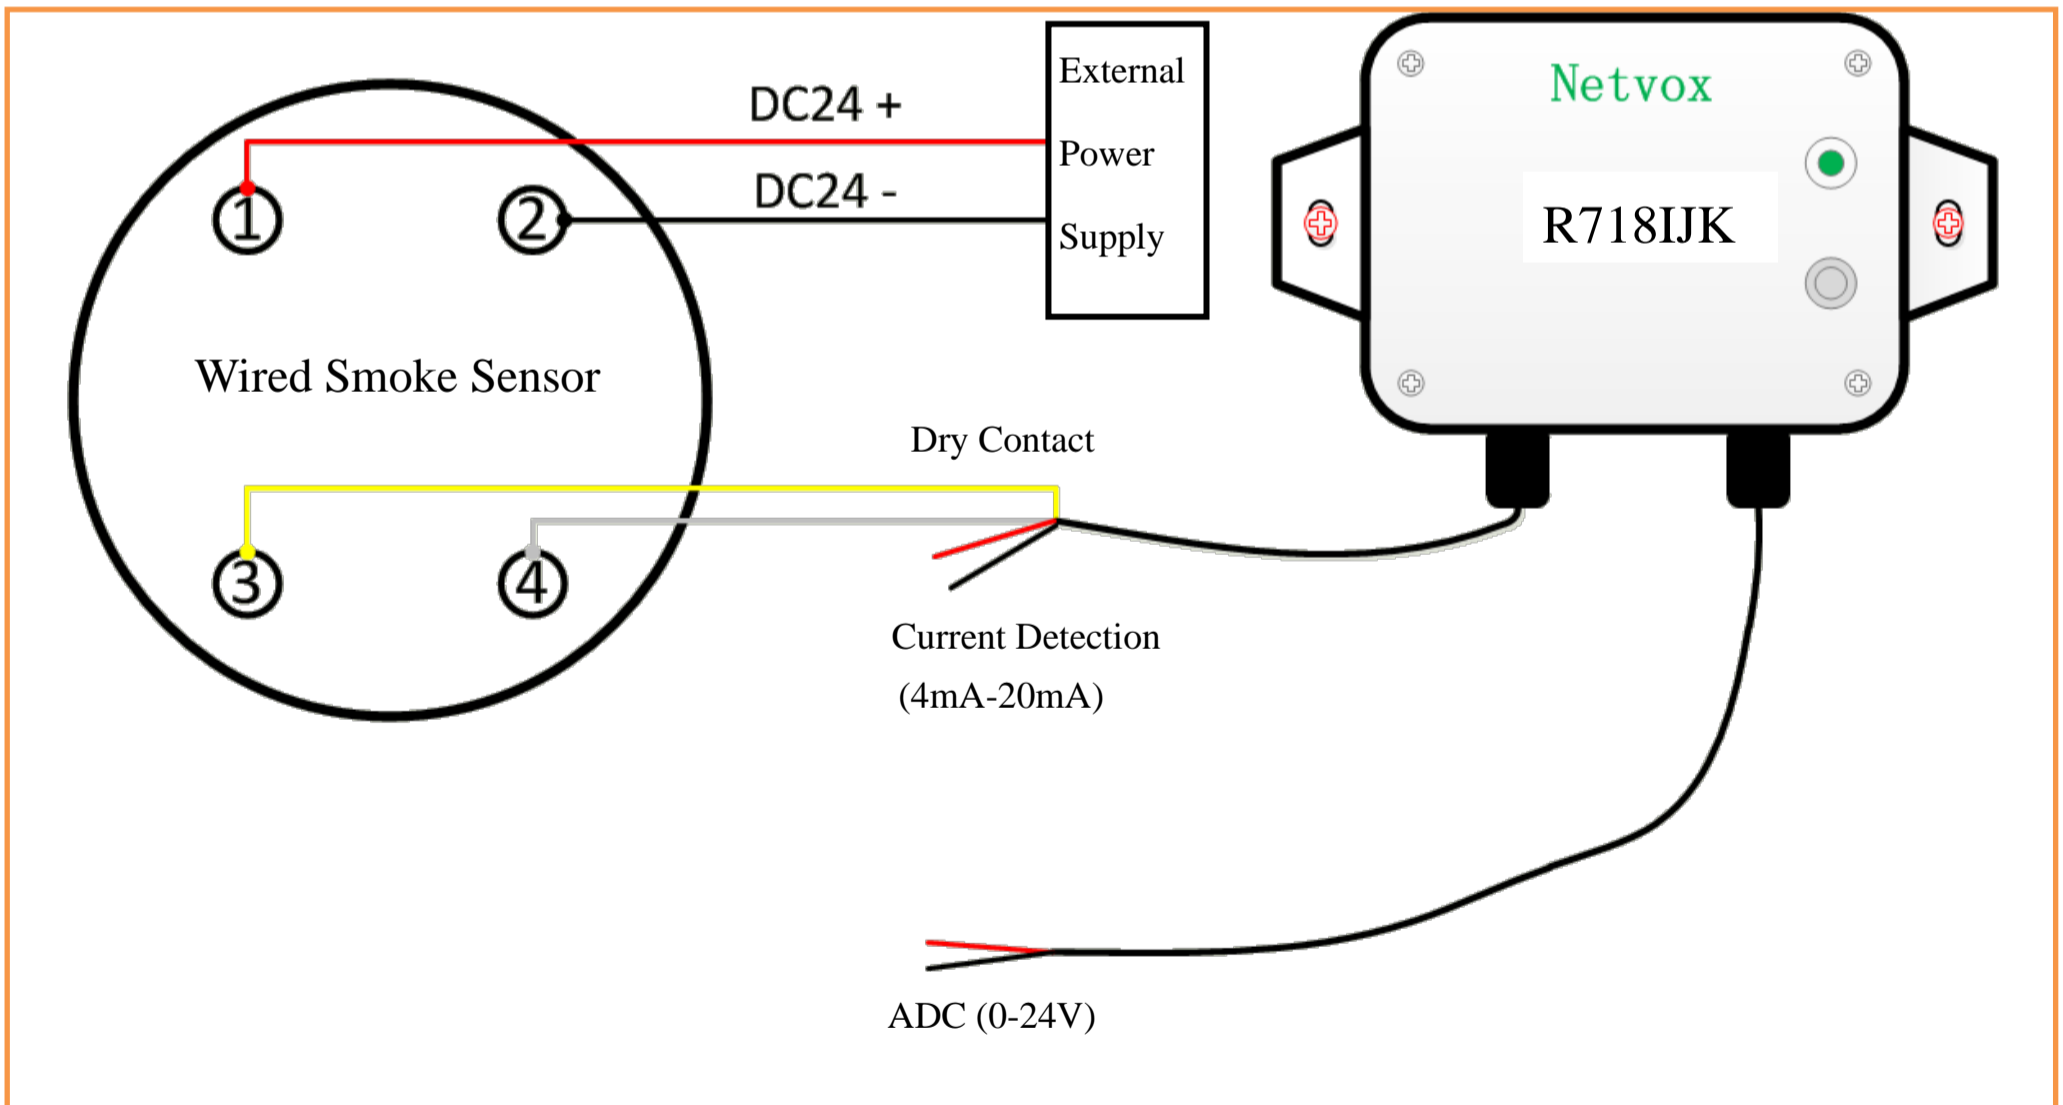 External
Netvox
DC24 +
Power
DC24 -
1
2
Supply
R718IJK
Wired Smoke Sensor
Dry Contact
3
4
Current Detection
(4mA-20mA)
ADC (0-24V)